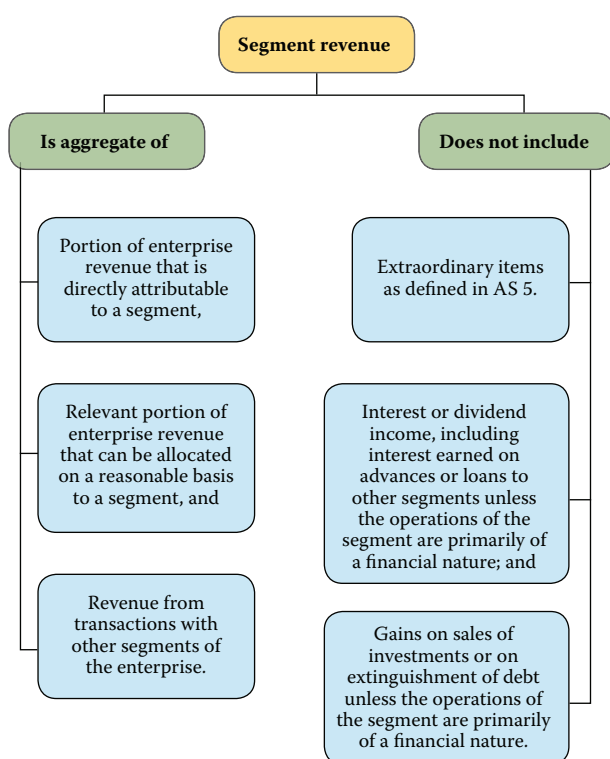 Segment revenue
Is aggregate of
Does not include
Portion of enterprise
revenue that is
directly attributable
to a segment,
Extraordinary items
as defined in AS 5.
Relevant portion of
enterprise revenue
that can be allocated
on a reasonable basis
to a segment, and
Interest or dividend
income, including
interest earned on
advances or loans to
other segments unless
the operations of the
segment are primarily of
a financial nature; and
Revenue from
transactions with
other segments of
the enterprise.
Gains on sales of
investments or on
extinguishment of debt
unless the operations of
the segment are primarily
of a financial nature.